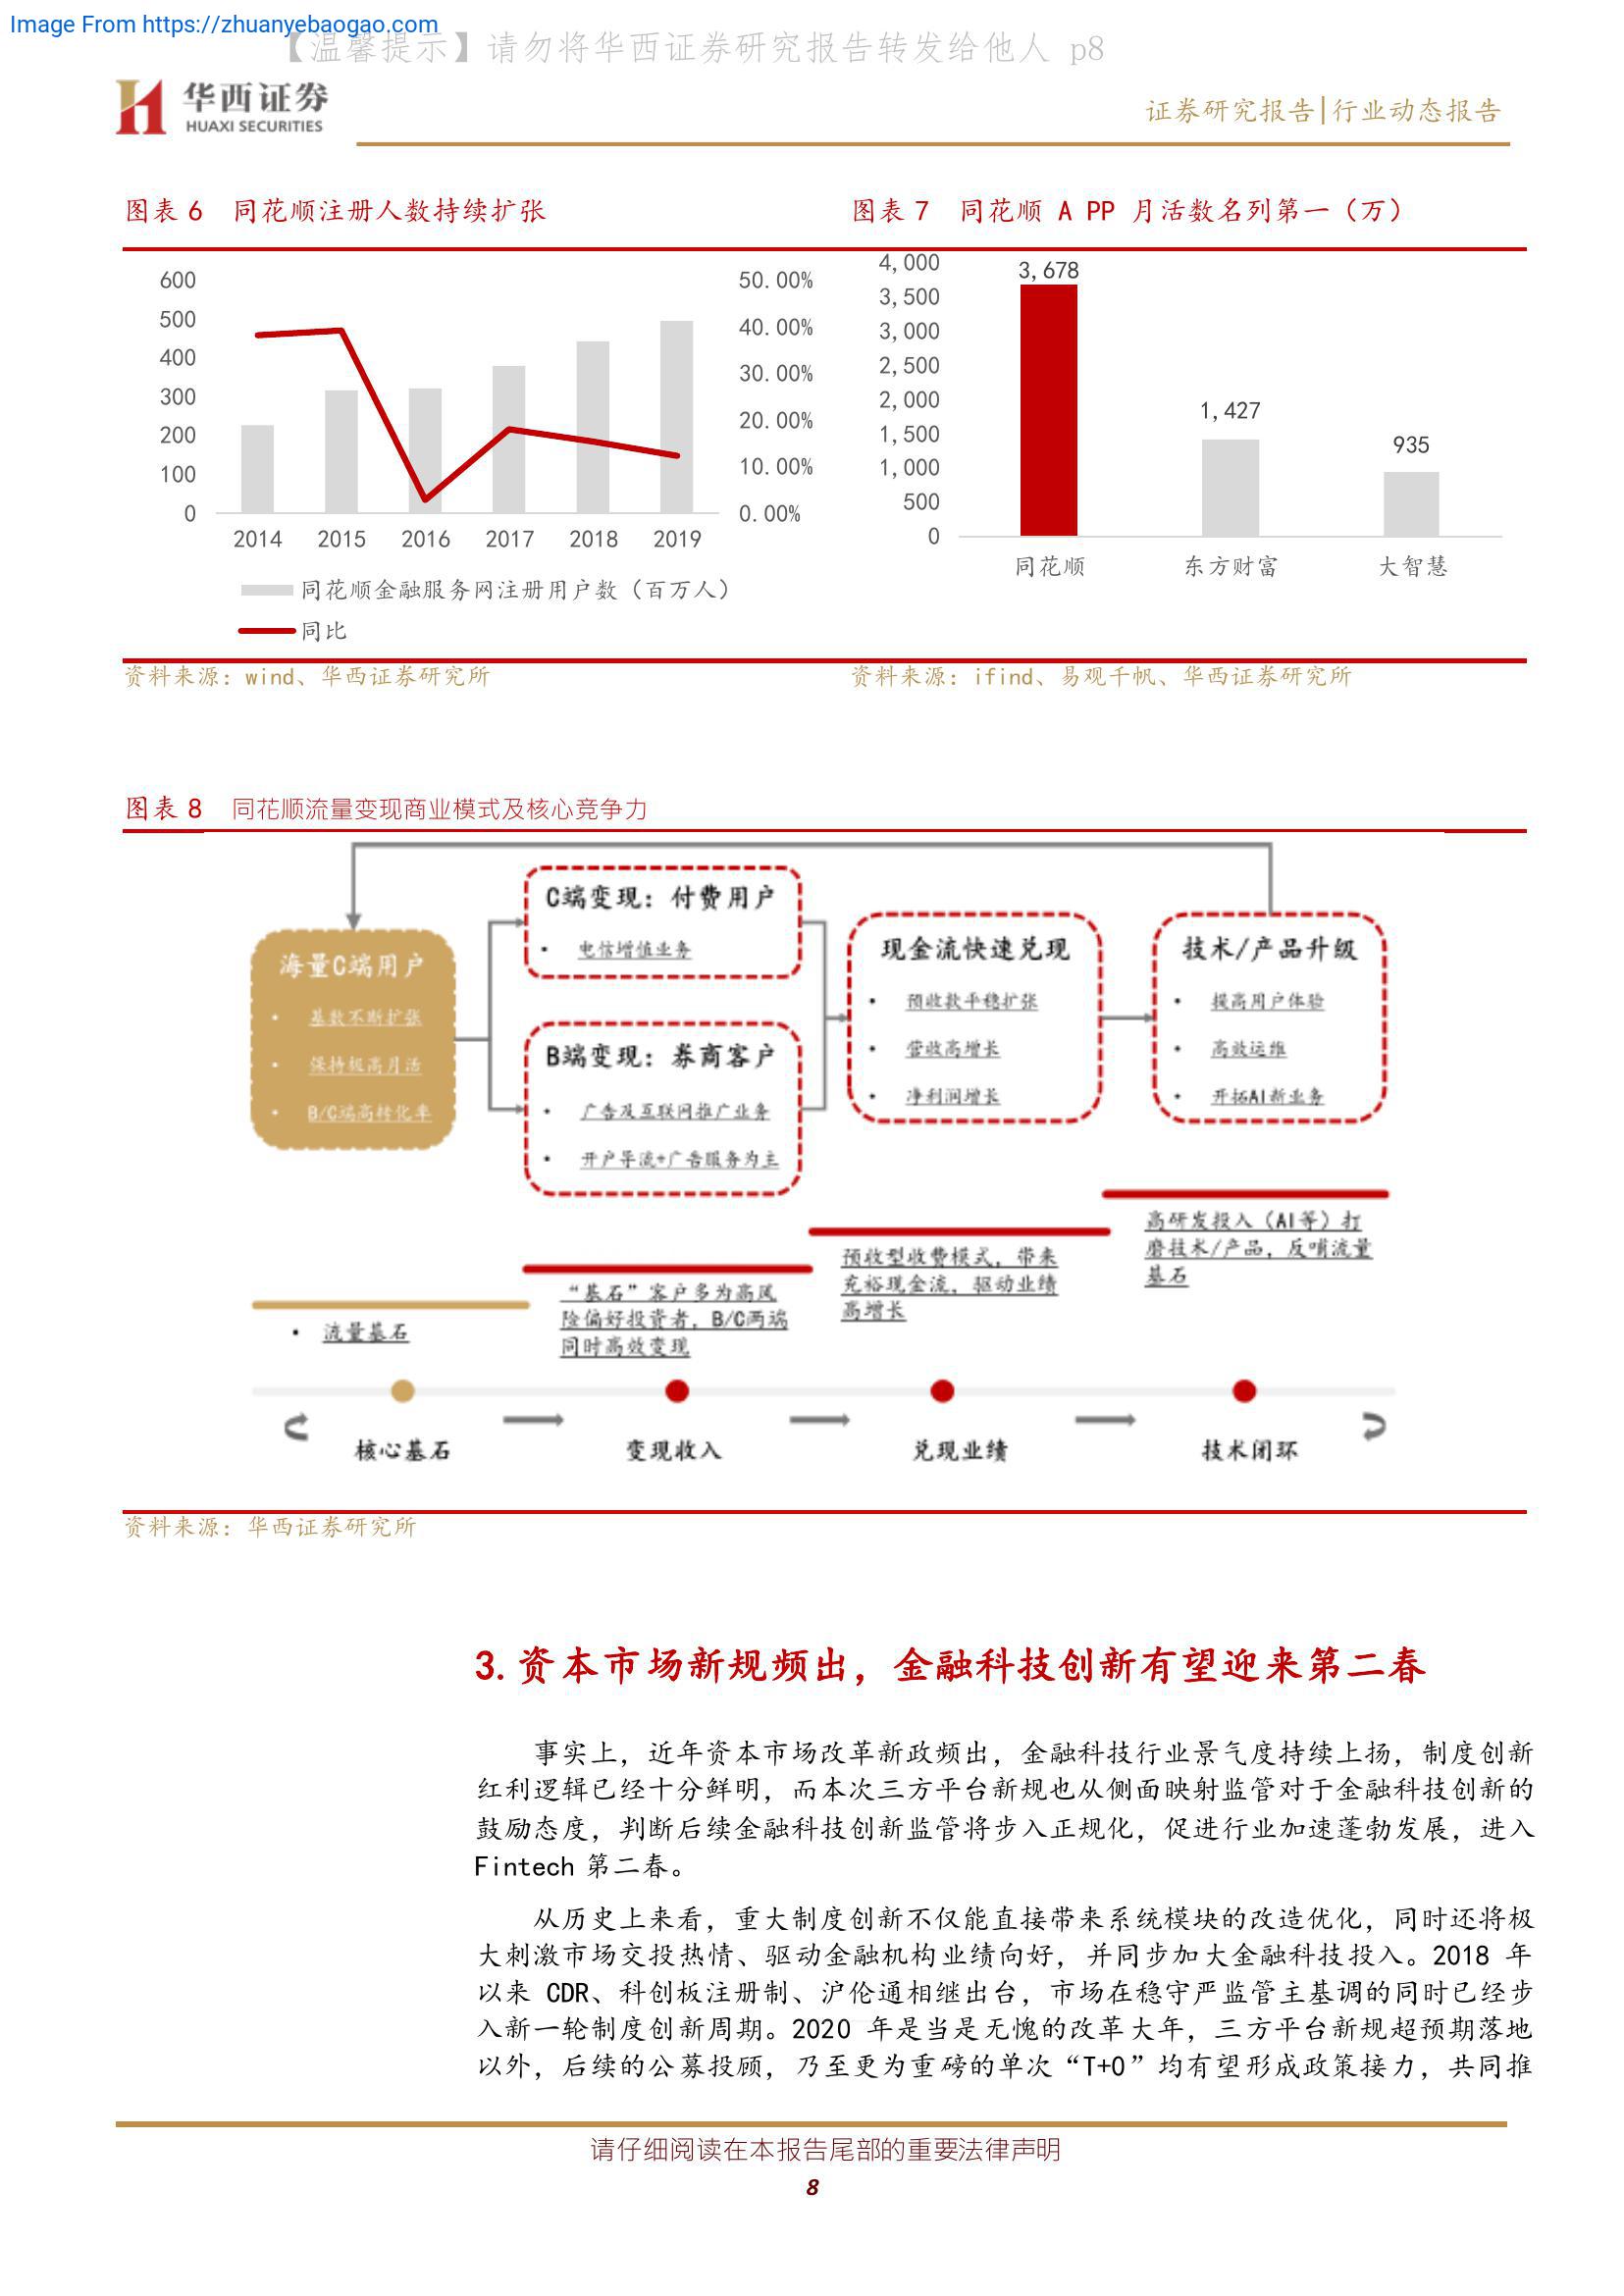 Image From https://zhuanyebaogao.com
【温馨提示】请勿将华西证券研究报告转发给他人 p8
华西证券
HUAXI SECURITIES
证券研究报告|行业动态报告
图表 6 同花顺注册人数持续扩张
600
500
400
300
200
100
0
50.00%
40.00%
30.00%
20.00%
10.00%
0.00%
2014 2015 2016 2017 2018 2019
同花顺金融服务网注册用户数（百万人）
同比
资料来源：wind、华西证券研究所
图表 7 同花顺 A PP 月活数名列第一（万）
4,000
3,500
3,000
2,500
2,000
1,500
1,000
500
0
3,678
1,427
935
同花顺 东方财富 大智慧
资料来源：ifind、易观千帆、华西证券研究所
图表 8 同花顺流量变现商业模式及核心竞争力
海量C端用户
• 基数不断扩张
• 保持极高月活
• B/C端高转化率
C端变现：付费用户
• 电信增值业务
B端变现：券商客户
• 广告及互联网推广业务
• 开户导流+广告服务为主
现金流快速兑现
• 预收款平稳扩张
• 营收高增长
• 净利润增长
技术/产品升级
• 提高用户体验
• 高效运维
• 开拓AI新业务
• 流量基石
“基石”客户多为高风
险偏好投资者，B/C两端
同时高效变现
预收型收费模式，带来
充裕现金流，驱动业绩
高增长
高研发投入（AI等）打
磨技术/产品，反哺流量
基石
核心基石 变现收入 兑现业绩 技术闭环
资料来源：华西证券研究所
3. 资本市场新规频出，金融科技创新有望迎来第二春
事实上，近年资本市场改革新政频出，金融科技行业景气度持续上扬，制度创新
红利逻辑已经十分鲜明，而本次三方平台新规也从侧面映射监管对于金融科技创新的
鼓励态度，判断后续金融科技创新监管将步入正规化，促进行业加速蓬勃发展，进入
Fintech 第二春。
从历史上来看，重大制度创新不仅能直接带来系统模块的改造优化，同时还将极
大刺激市场交投热情、驱动金融机构业绩向好，并同步加大金融科技投入。2018 年
以来 CDR、科创板注册制、沪伦通相继出台，市场在稳守严监管主基调的同时已经步
入新一轮制度创新周期。2020 年是当是无愧的改革大年，三方平台新规超预期落地
以外，后续的公募投顾，乃至更为重磅的单次“T+0”均有望形成政策接力，共同推
请仔细阅读在本报告尾部的重要法律声明
8